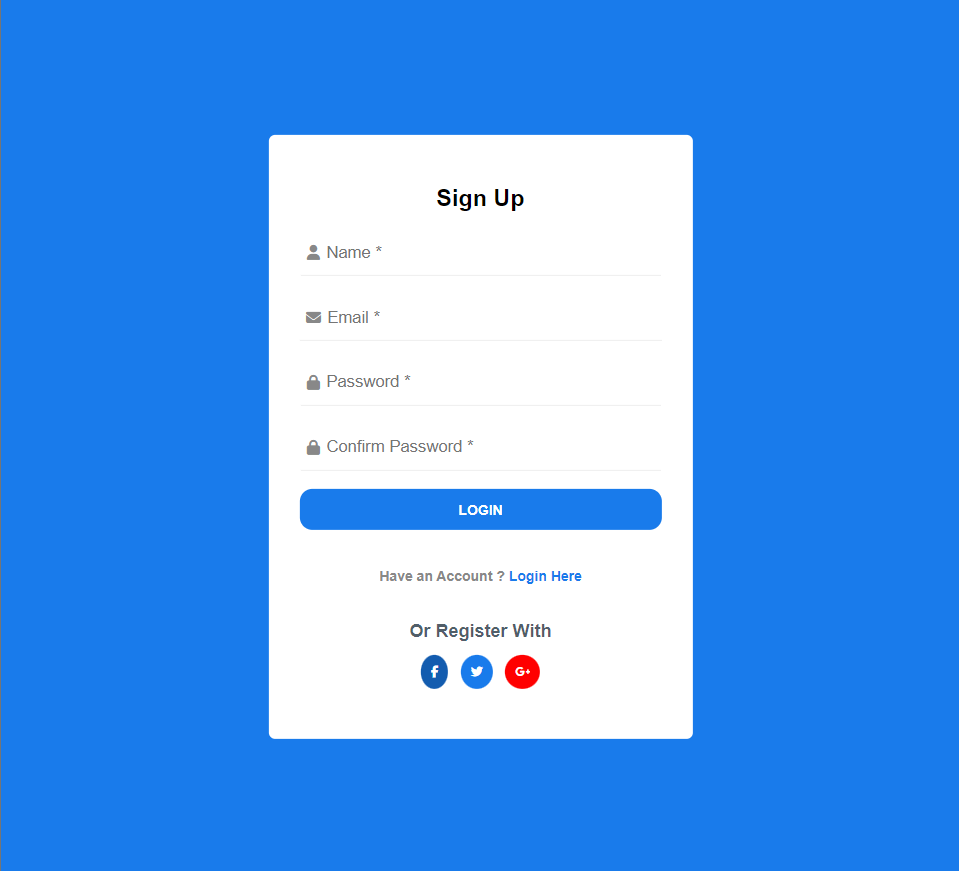 Sign Up
Name *
Email *
Password *
Confirm Password *
LOGIN
Have an Account ? Login Here
Or Register With
f
G+